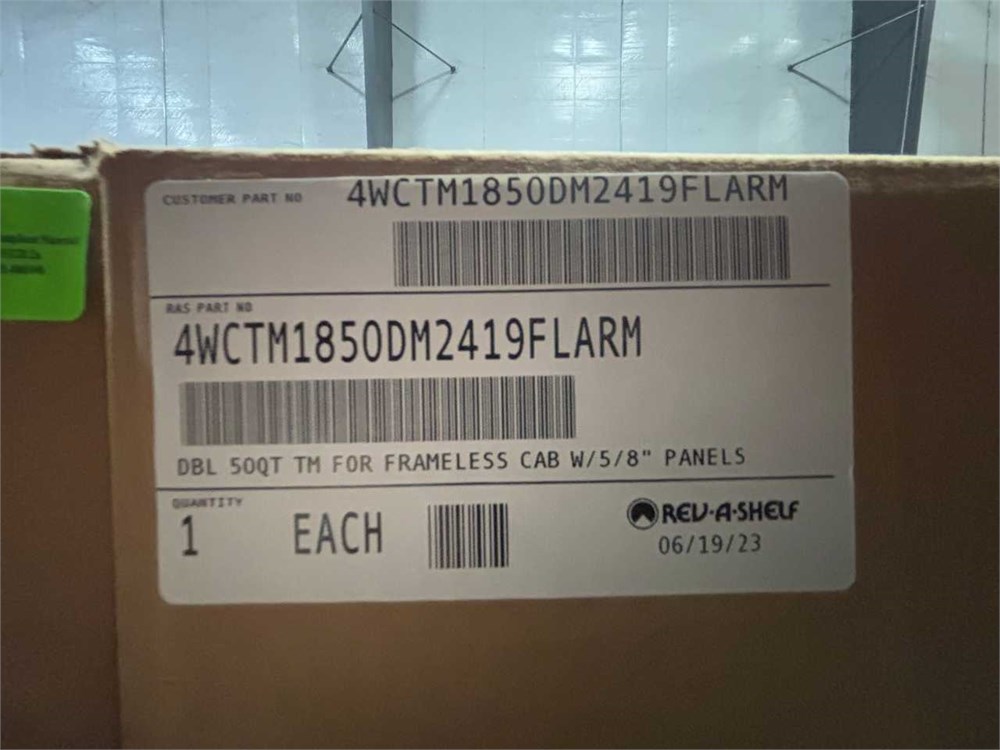 CUSTOMER PART NO
4WCTM1850DM2419FLARM
RAS PART NO
4WCTM1850DM2419FLARM
DBL 50QT TM FOR FRAMELESS CAB W/5/8" PANELS
QUANTITY
1 EACH
REV-A-SHELF
06/19/23